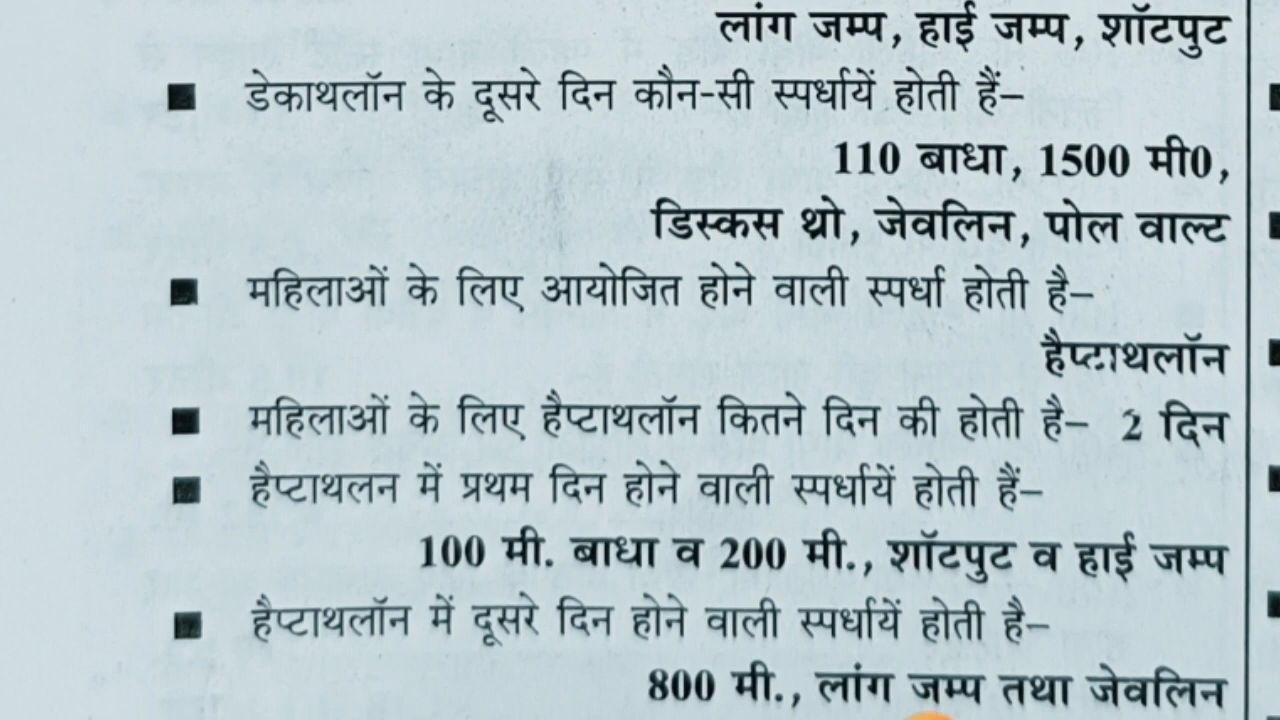 लांग जम्प, हाई जम्प, शॉटपुट
■ डेकाथलॉन के दूसरे दिन कौन-सी स्पर्धायें होती हैं–
110 बाधा, 1500 मी0,
डिस्कस थ्रो, जेवलिन, पोल वाल्ट
■ महिलाओं के लिए आयोजित होने वाली स्पर्धा होती है–
हैप्टाथलॉन
■ महिलाओं के लिए हैप्टाथलॉन कितने दिन की होती है– 2 दिन
■ हैप्टाथलन में प्रथम दिन होने वाली स्पर्धायें होती हैं–
100 मी. बाधा व 200 मी., शॉटपुट व हाई जम्प
■ हैप्टाथलॉन में दूसरे दिन होने वाली स्पर्धायें होती है–
800 मी., लांग जम्प तथा जेवलिन